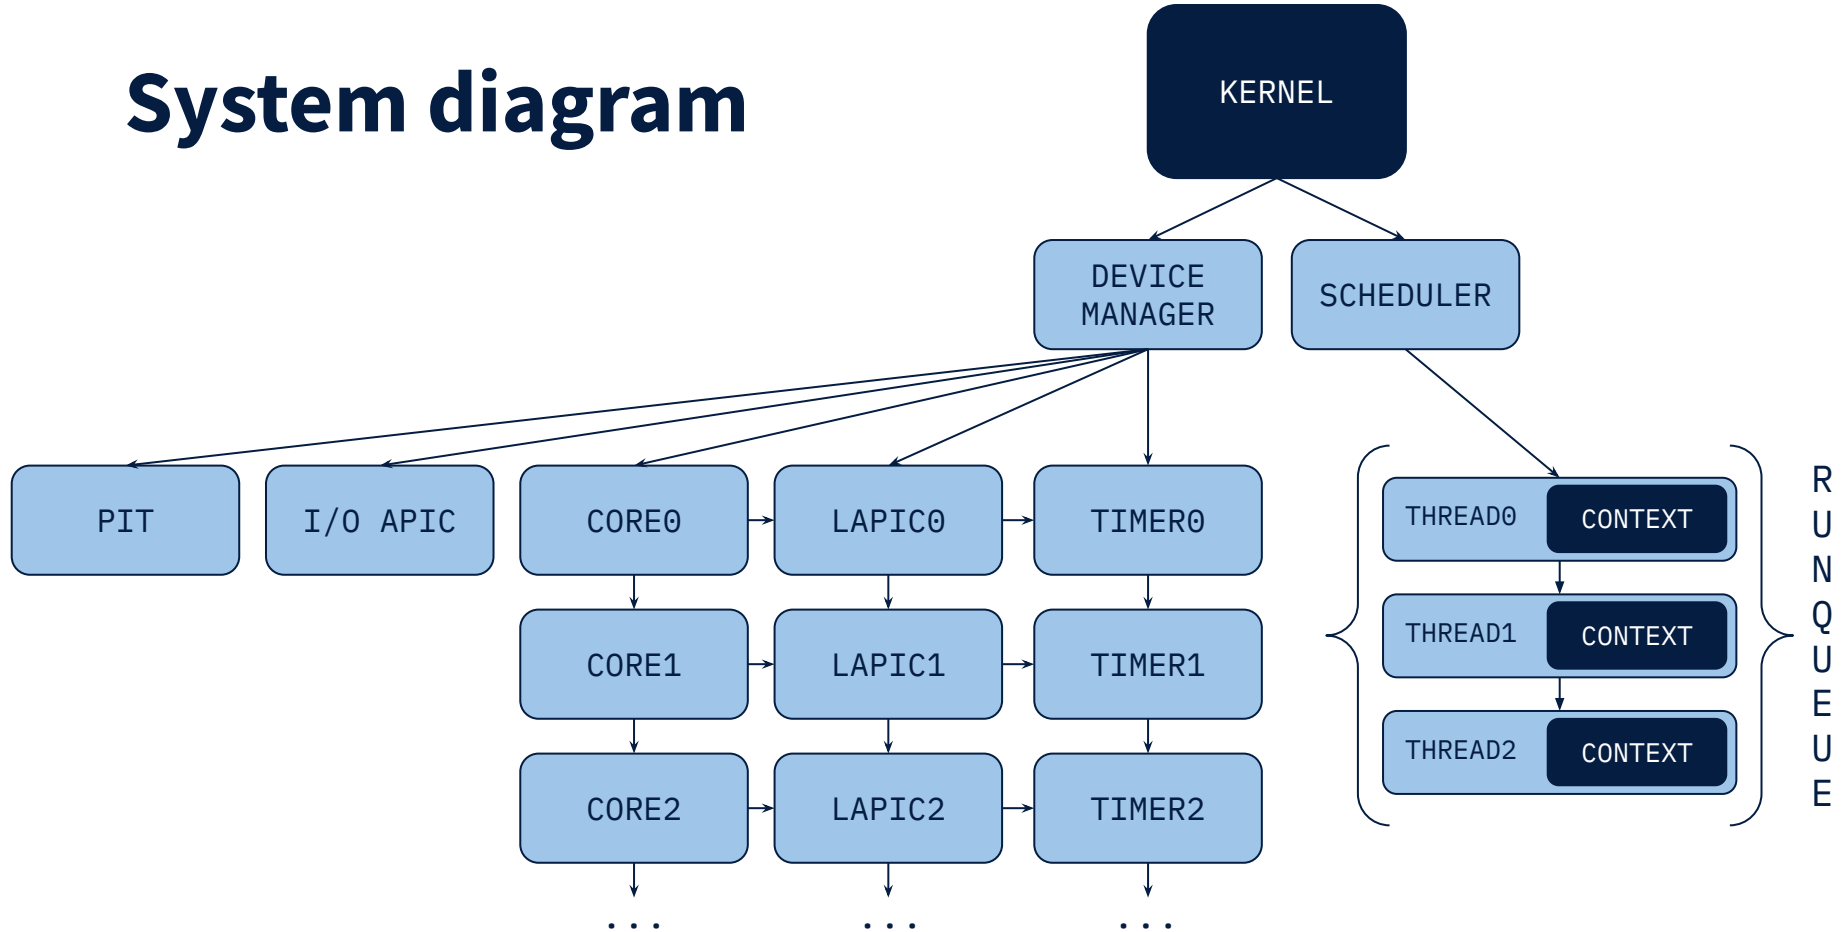 System diagram
KERNEL
DEVICE
MANAGER
SCHEDULER
PIT
I/O APIC
CORE0
LAPIC0
TIMER0
CORE1
LAPIC1
TIMER1
CORE2
LAPIC2
TIMER2
...
...
...
THREAD0
CONTEXT
THREAD1
CONTEXT
THREAD2
CONTEXT
R
U
N
Q
U
E
U
E